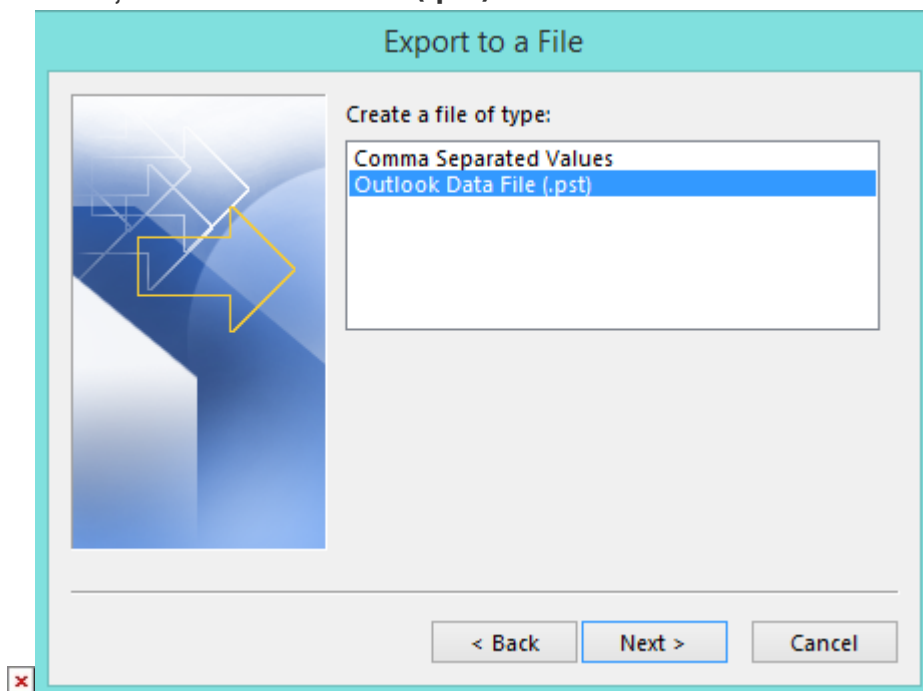 Export to a File
Create a file of type:
Comma Separated Values
Outlook Data File (.pst)
< Back Next > Cancel